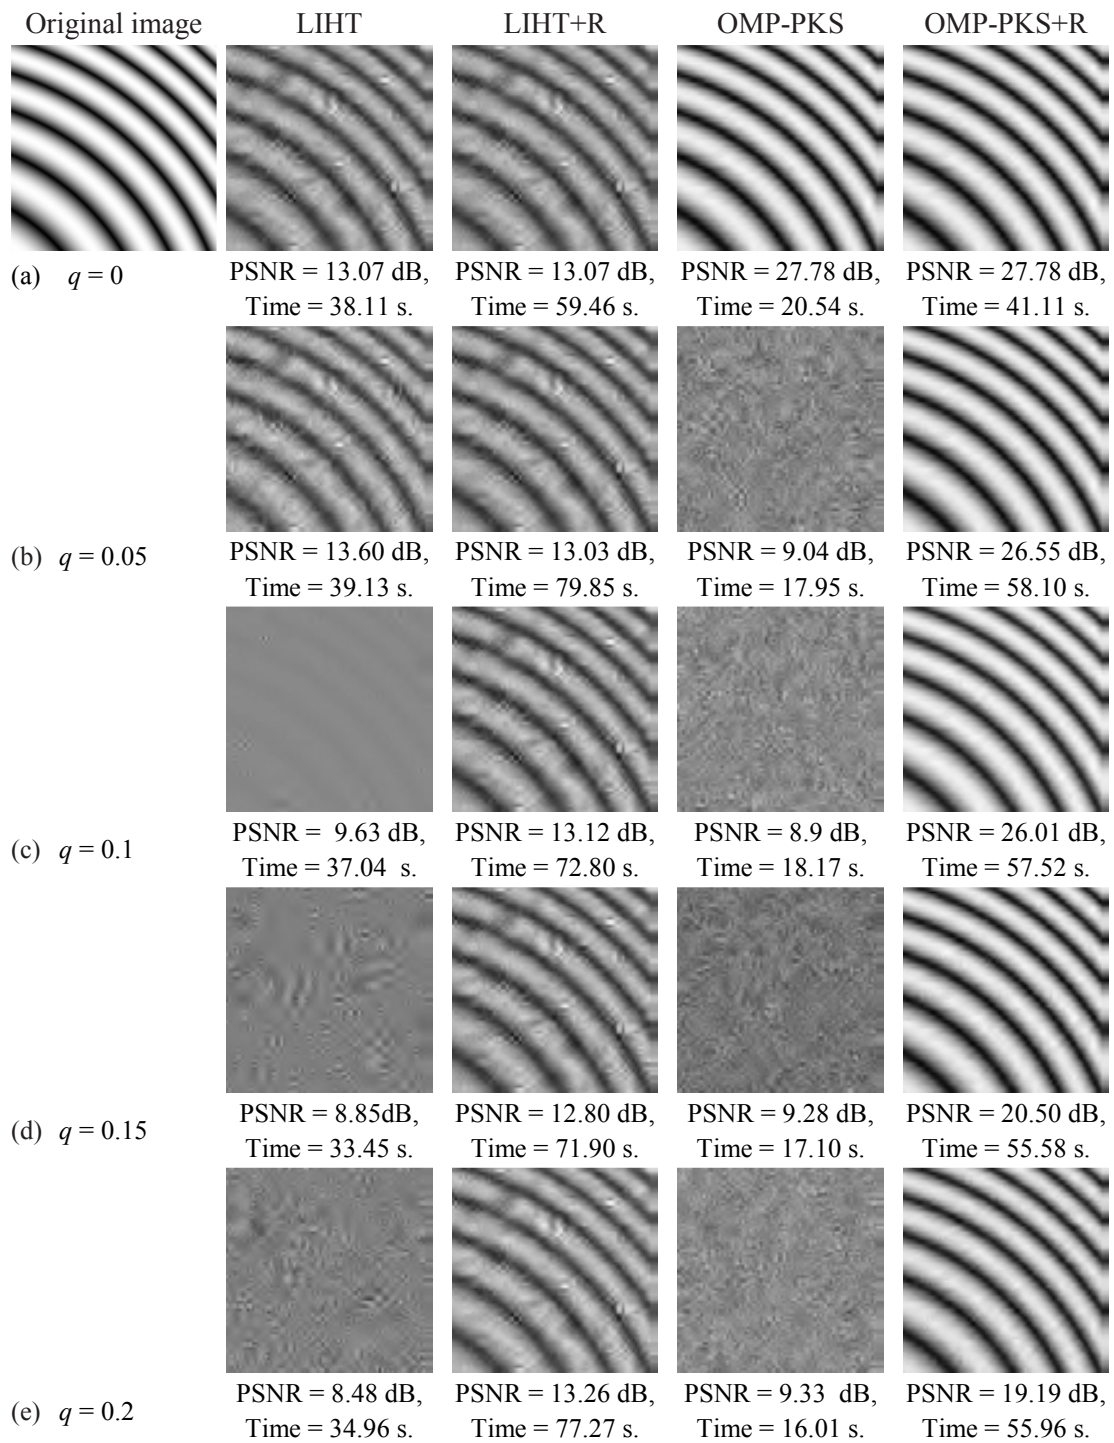 Original image LIHT LIHT+R OMP-PKS OMP-PKS+R
(a) q = 0 PSNR = 13.07 dB, PSNR = 13.07 dB, PSNR = 27.78 dB, PSNR = 27.78 dB,
Time = 38.11 s. Time = 59.46 s. Time = 20.54 s. Time = 41.11 s.
(b) q = 0.05 PSNR = 13.60 dB, PSNR = 13.03 dB, PSNR = 9.04 dB, PSNR = 26.55 dB,
Time = 39.13 s. Time = 79.85 s. Time = 17.95 s. Time = 58.10 s.
(c) q = 0.1 PSNR = 9.63 dB, PSNR = 13.12 dB, PSNR = 8.9 dB, PSNR = 26.01 dB,
Time = 37.04 s. Time = 72.80 s. Time = 18.17 s. Time = 57.52 s.
(d) q = 0.15 PSNR = 8.85dB, PSNR = 12.80 dB, PSNR = 9.28 dB, PSNR = 20.50 dB,
Time = 33.45 s. Time = 71.90 s. Time = 17.10 s. Time = 55.58 s.
(e) q = 0.2 PSNR = 8.48 dB, PSNR = 13.26 dB, PSNR = 9.33 dB, PSNR = 19.19 dB,
Time = 34.96 s. Time = 77.27 s. Time = 16.01 s. Time = 55.96 s.